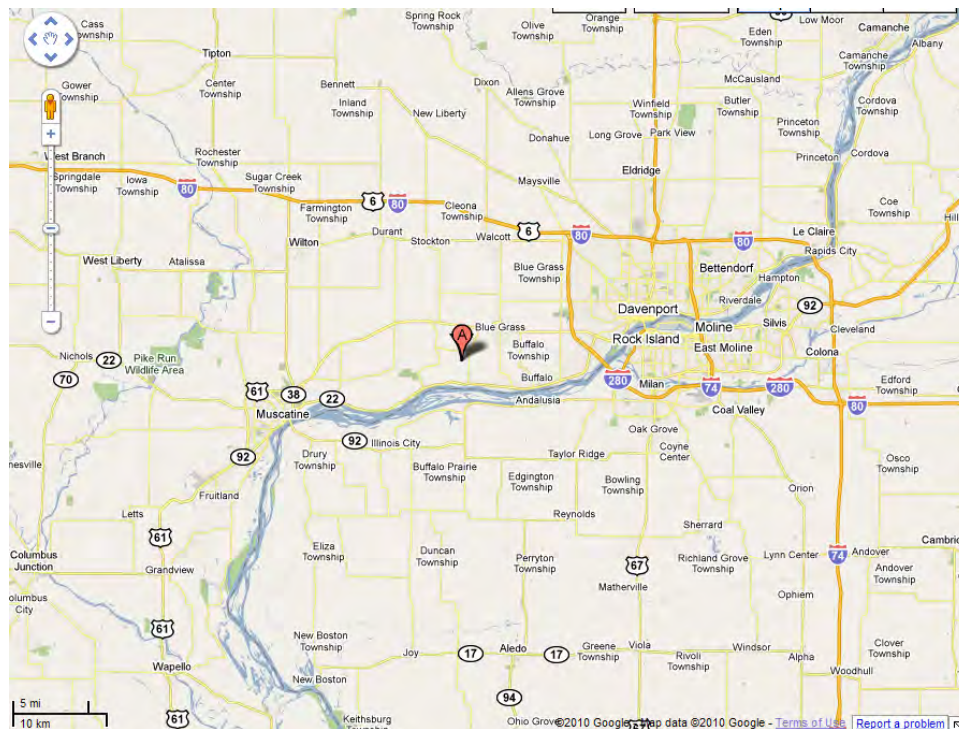 Cass
Township
Spring Rock
Township
Olive
Township
Orange
Township
Eden
Township
Low Moor
Camanche
Albany
Tipton
Camanche
Township
Gower
Township
Center
Township
Bennett
Dixon
Allens Grove
Township
McCausland
Inland
Township
New Liberty
Winfield
Township
Butler
Township
Cordova
Township
Donahue
Long Grove
Park View
Princeton
Township
West Branch
Rochester
Township
Princeton
Cordova
Springdale
Township
Iowa
Township
Sugar Creek
Township
80
Maysville
Eldridge
6
80
Farmington
Township
Cleona
Township
Coe
Township
Hill
Durant
Walcott
6
80
80
Le Claire
Wilton
Stockton
Rapids City
West Liberty
Atalissa
Blue Grass
Township
Bettendorf
Hampton
Riverdale
92
Davenport
Moline
Silvis
Cleveland
A
Blue Grass
Rock Island
East Moline
Colona
Buffalo
Township
Nichols
22
Pike Run
Wildlife Area
70
Buffalo
280
Milan
74
280
Edford
Township
61
38
22
Andalusia
Coal Valley
80
Muscatine
92
Illinois City
Oak Grove
Coyne
Center
92
Drury
Township
Taylor Ridge
Osco
Township
nesville
Buffalo Prairie
Township
Edgington
Township
Bowling
Township
Orion
Fruitland
Letts
Reynolds
Sherrard
61
Columbus
Junction
Eliza
Township
Duncan
Township
Perryton
Township
67
Richland Grove
Township
Lynn Center
74
Andover
Cambri
Grandview
Matherville
Andover
Township
olumbus
City
Ophiem
61
New Boston
Township
Viola
Windsor
Clover
Township
Wapello
Joy
17
Aledo
17
Greene
Township
Rivoli
Township
Alpha
New Boston
Woodhull
94
5 mi
10 km
61
Keithsburg
Township
Ohio Grove
67
©2010 Google - Map data ©2010 Google - Terms of Use
Report a problem